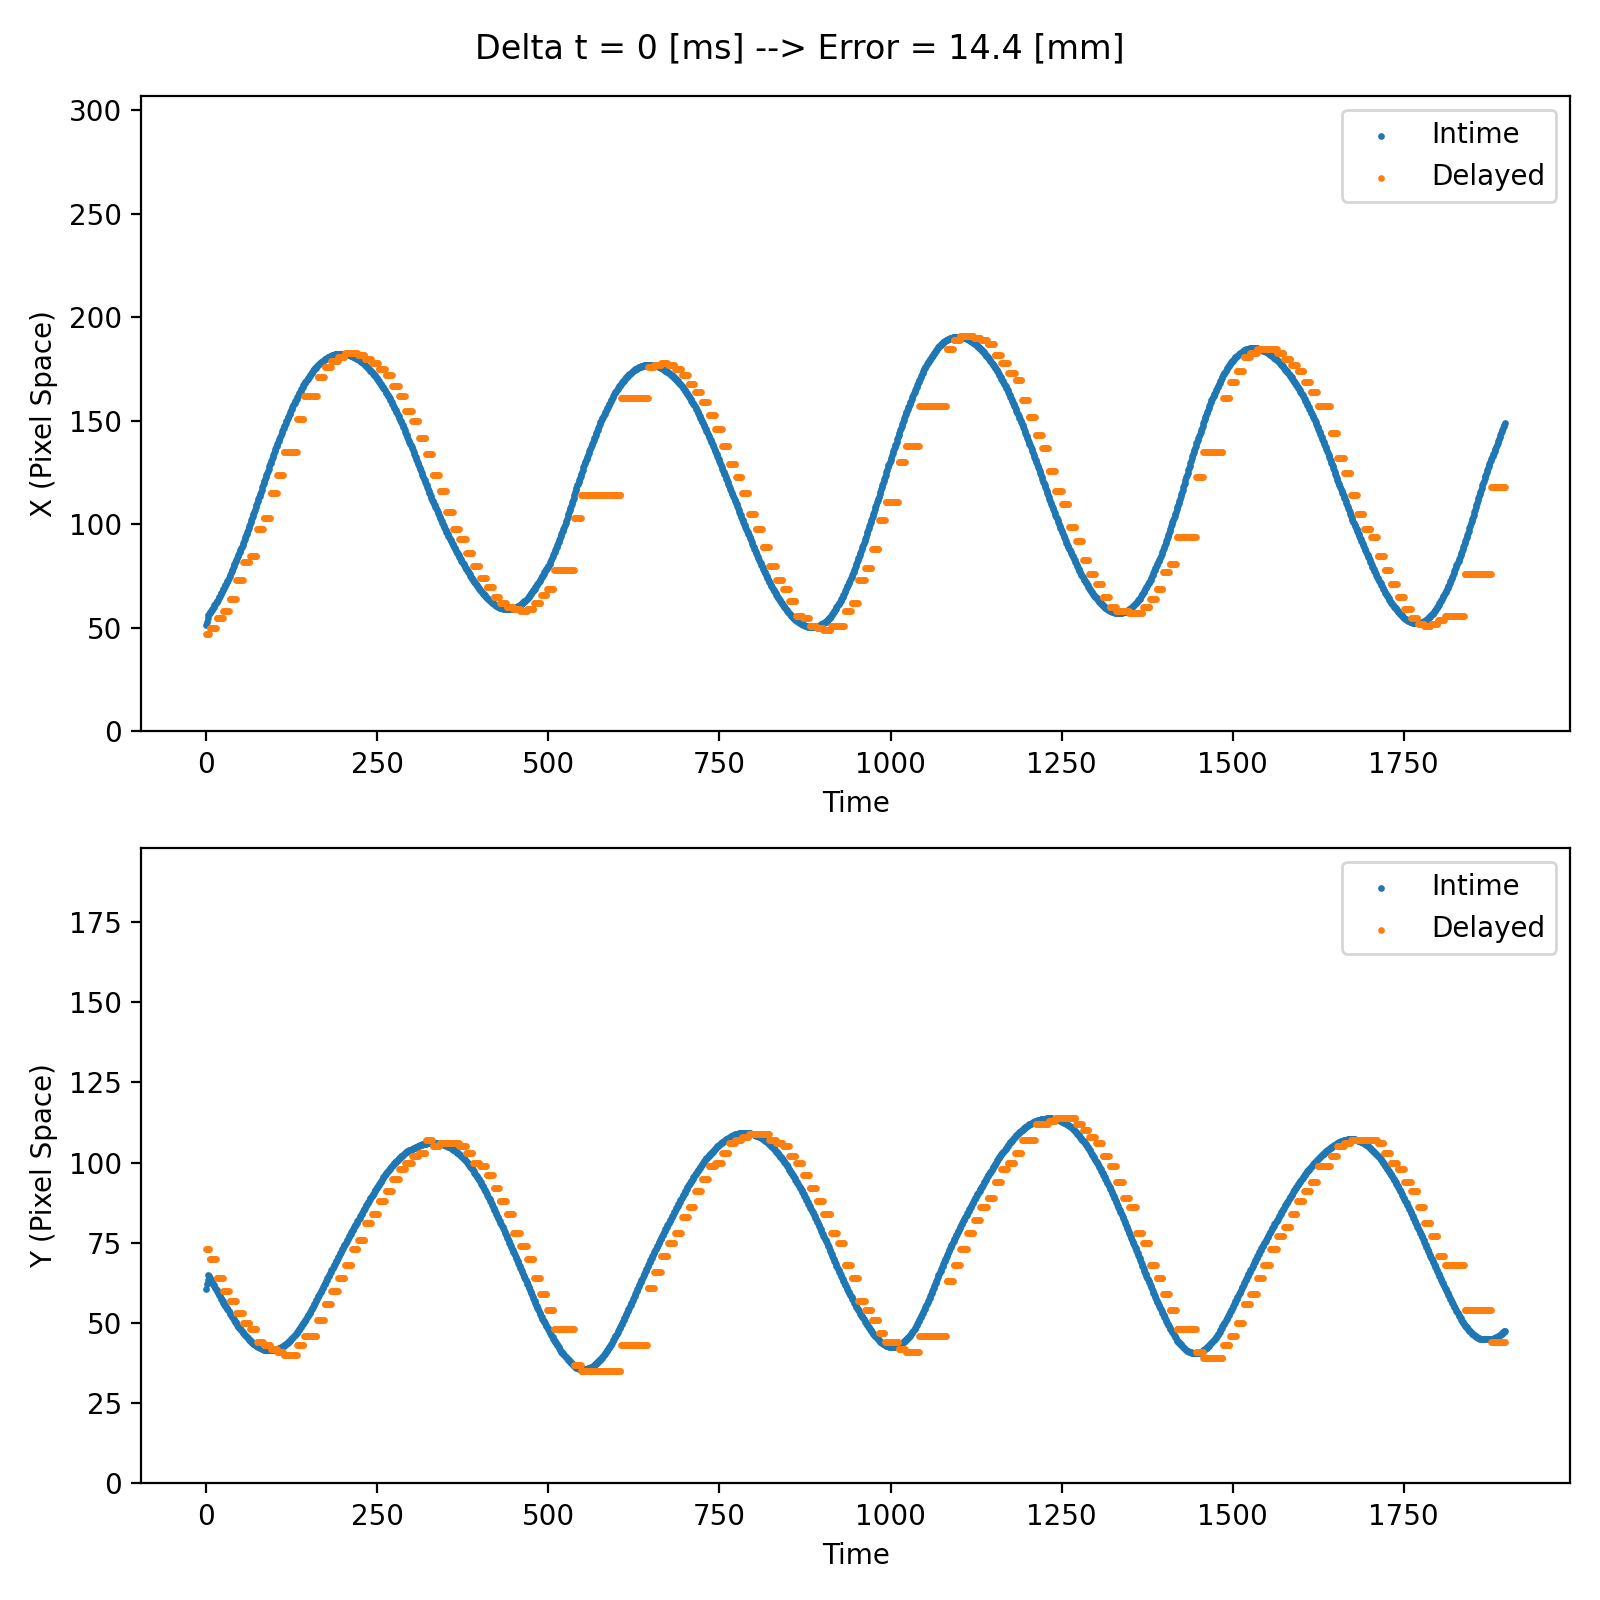 Delta t = 0 [ms] --> Error = 14.4 [mm]
300
250
200
150
100
50
0
X (Pixel Space)
Intime
Delayed
0 250 500 750 1000 1250 1500 1750
Time
175
150
125
100
75
50
25
0
Y (Pixel Space)
Intime
Delayed
0 250 500 750 1000 1250 1500 1750
Time